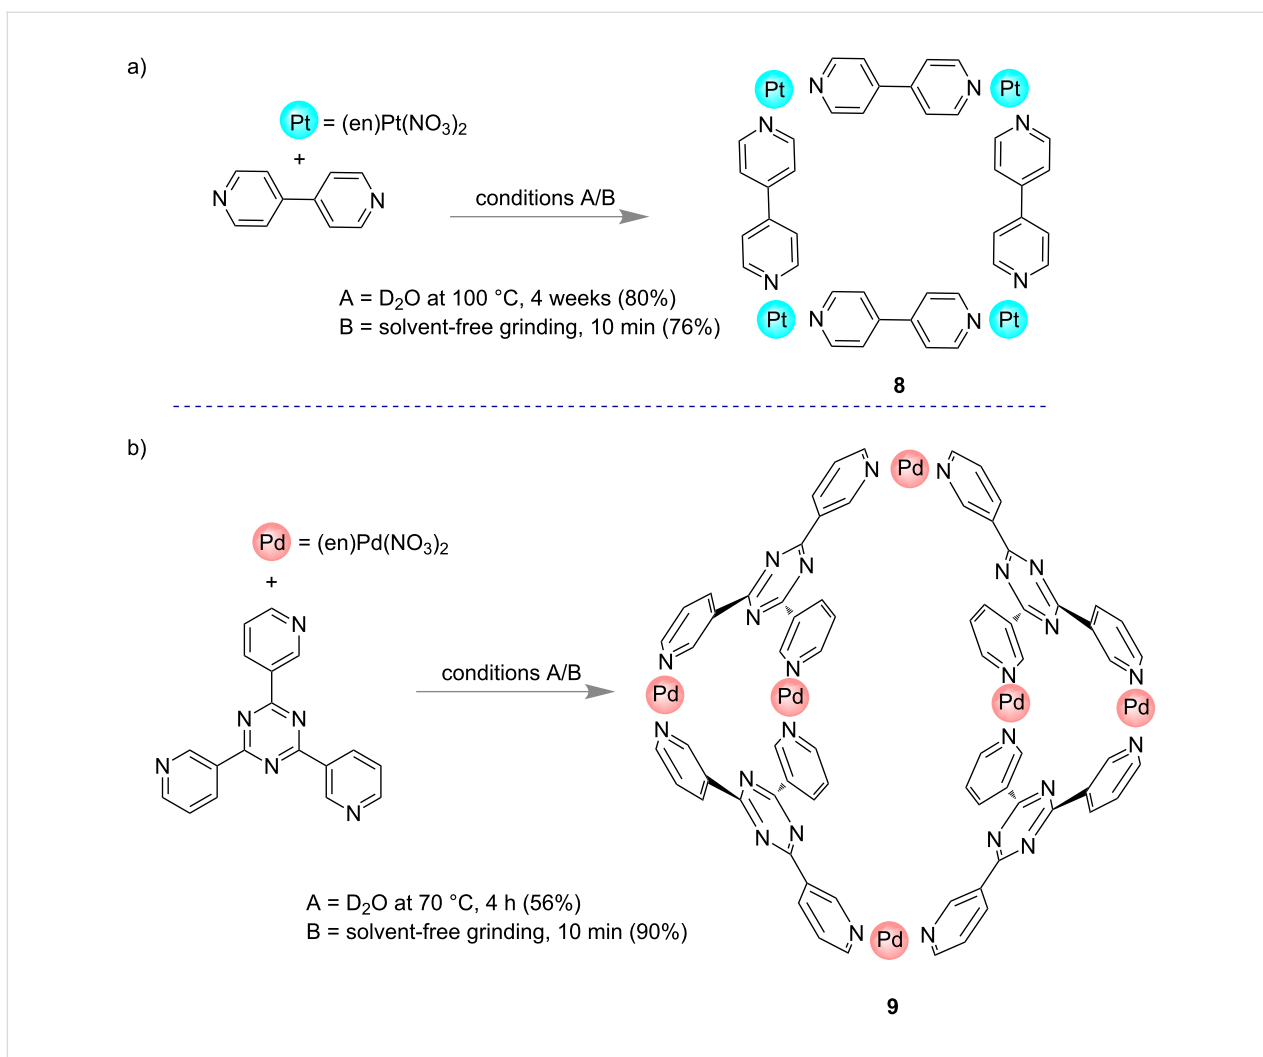 a)
Pt = (en)Pt(NO3)2
+
N N
conditions A/B
A = D2O at 100 °C, 4 weeks (80%)
B = solvent-free grinding, 10 min (76%)
Pt N N Pt
N N
N N
Pt N N Pt
8
b)
Pd = (en)Pd(NO3)2
+
N
N N
N N
N
conditions A/B
A = D2O at 70 °C, 4 h (56%)
B = solvent-free grinding, 10 min (90%)
N Pd N
N N N N
N N
N N N N
Pd Pd Pd Pd
N N N N
N N
N N N N
N Pd N
9